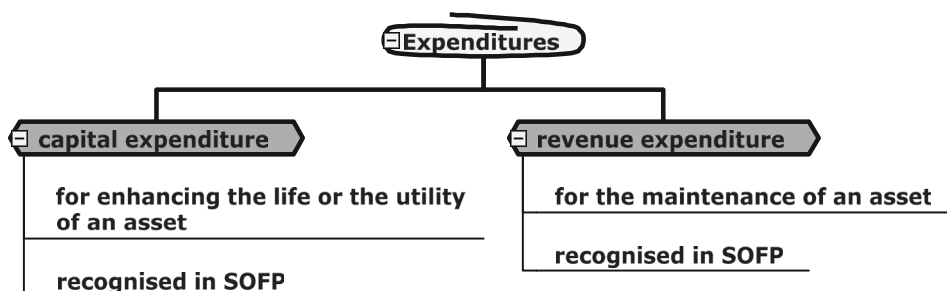 Expenditures
capital expenditure
for enhancing the life or the utility
of an asset
recognised in SOFP
revenue expenditure
for the maintenance of an asset
recognised in SOFP